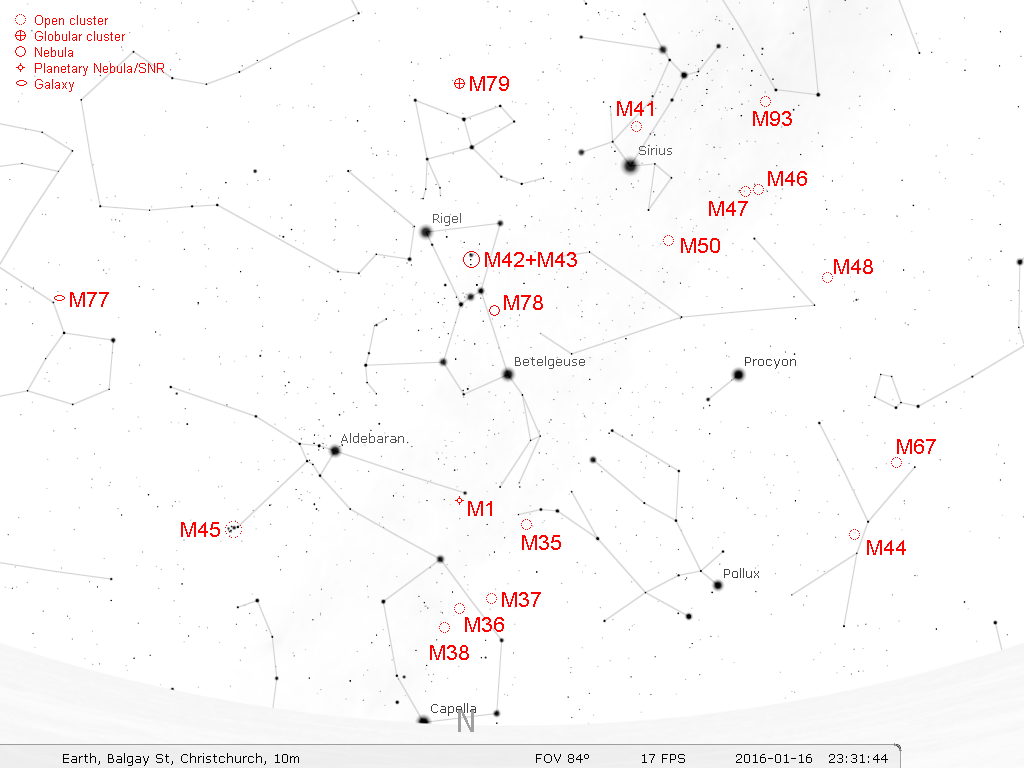 Open cluster
Globular cluster
Nebula
Planetary Nebula/SNR
Galaxy
M79
M41
M93
Sirius
M46
M47
Rigel
M50
M42+M43
M48
M77
M78
Betelgeuse
Procyon
Aldebaran
M67
M1
M45
M35
M44
Pollux
M37
M36
M38
Capella
N
Earth, Balgay St, Christchurch, 10m FOV 84° 17 FPS 2016-01-16 23:31:44